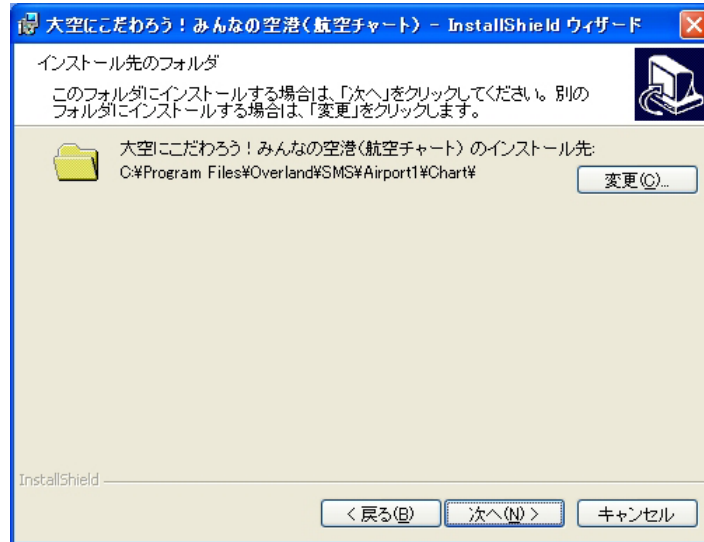 大空にこだわろう！みんなの空港（航空チャート） - InstallShield ウィザード
インストール先のフォルダ
このフォルダにインストールする場合は、「次へ」をクリックしてください。別の
フォルダにインストールする場合は、「変更」をクリックします。
大空にこだわろう！みんなの空港（航空チャート） のインストール先:
C:¥Program Files¥Overland¥SMS¥Airport1¥Chart¥
変更(C)...
InstallShield
< 戻る(B)
次へ(N) >
キャンセル